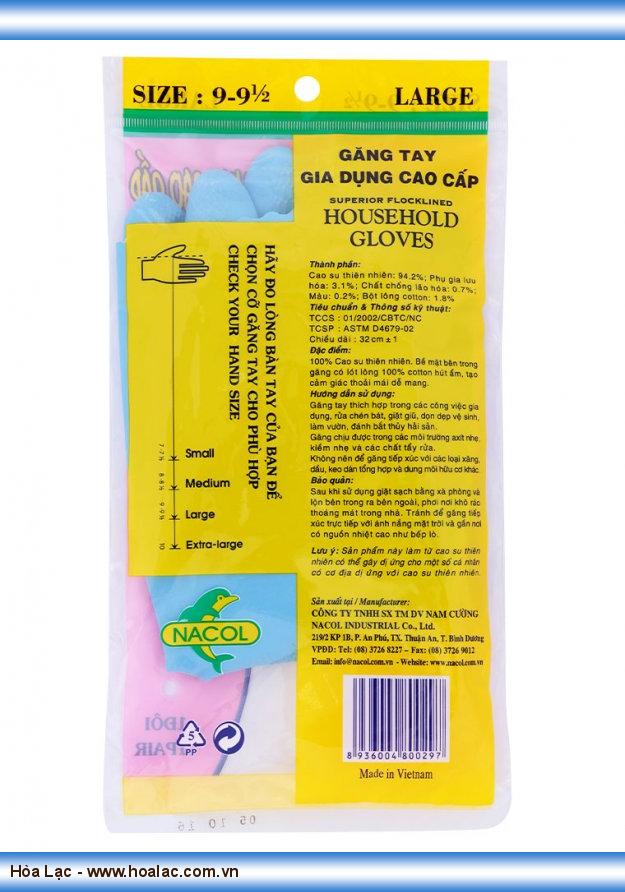 SIZE : 9-9½
LARGE
GĂNG TAY
GIA DỤNG CAO CẤP
SUPERIOR FLOCKLINED
HOUSEHOLD
GLOVES
Thành phần:
Cao su thiên nhiên: 94.2%; Phụ gia lưu
hóa: 3.1%; Chất chống lão hóa: 0.7%;
Màu: 0.2%; Bột lông cotton: 1.8%
Tiêu chuẩn & Thông số kỹ thuật:
TCCS : 01/2002/CBTC/NC
TCSP : ASTM D4679-02
Chiều dài : 32 cm ± 1
Đặc điểm:
100% Cao su thiên nhiên. Bề mặt bên trong
găng có lót lông 100% cotton hút ẩm, tạo
cảm giác thoải mái dễ mang.
Hướng dẫn sử dụng:
Găng tay thích hợp trong các công việc gia
dụng, rửa chén bát, giặt giũ, dọn dẹp vệ sinh,
làm vườn, đánh bắt thủy hải sản.
Găng chịu được trong các môi trường axít nhẹ,
kiềm nhẹ và các chất tẩy rửa.
Không nên để găng tiếp xúc với các loại xăng,
dầu, keo dán tổng hợp và dung môi hữu cơ khác.
Bảo quản:
Sau khi sử dụng giặt sạch bằng xà phòng và
lộn bên trong ra bên ngoài, phơi nơi khô ráo
thoáng mát trong nhà. Tránh để găng tiếp
xúc trực tiếp với ánh nắng mặt trời và gần nơi
có nguồn nhiệt cao như bếp lò.
Lưu ý: Sản phẩm này làm từ cao su thiên
nhiên có thể gây dị ứng cho một số cá nhân
có cơ địa dị ứng với cao su thiên nhiên.
HÃY ĐO LÒNG BÀN TAY CỦA BẠN ĐỂ
CHỌN CỠ GĂNG TAY CHO PHÙ HỢP
CHECK YOUR HAND SIZE
7-7½ Small
8-8½ Medium
9-9½ Large
10 Extra-large
NACOL
Sản xuất tại / Manufacturer:
CÔNG TY TNHH SX TM DV NAM CƯỜNG
NACOL INDUSTRIAL Co., Ltd.
219/2 KP 1B, P. An Phú, TX. Thuận An, T. Bình Dương
VPĐD: Tel: (08) 3726 8227 – Fax: (08) 3726 9012
Email: info@nacol.com.vn - Website: www.nacol.com.vn
8 936004 800297
Made in Vietnam
1ĐÔI
PAIR
5
PP
05 10 16
Hòa Lạc - www.hoalac.com.vn